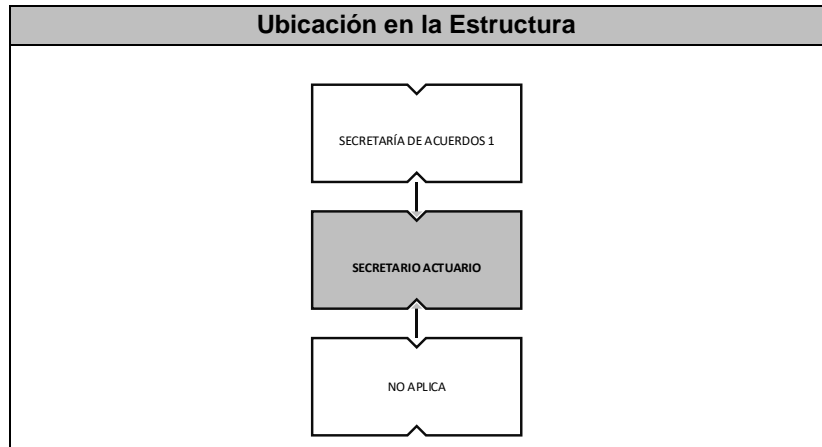 Ubicación en la Estructura
SECRETARÍA DE ACUERDOS 1
SECRETARIO ACTUARIO
NO APLICA